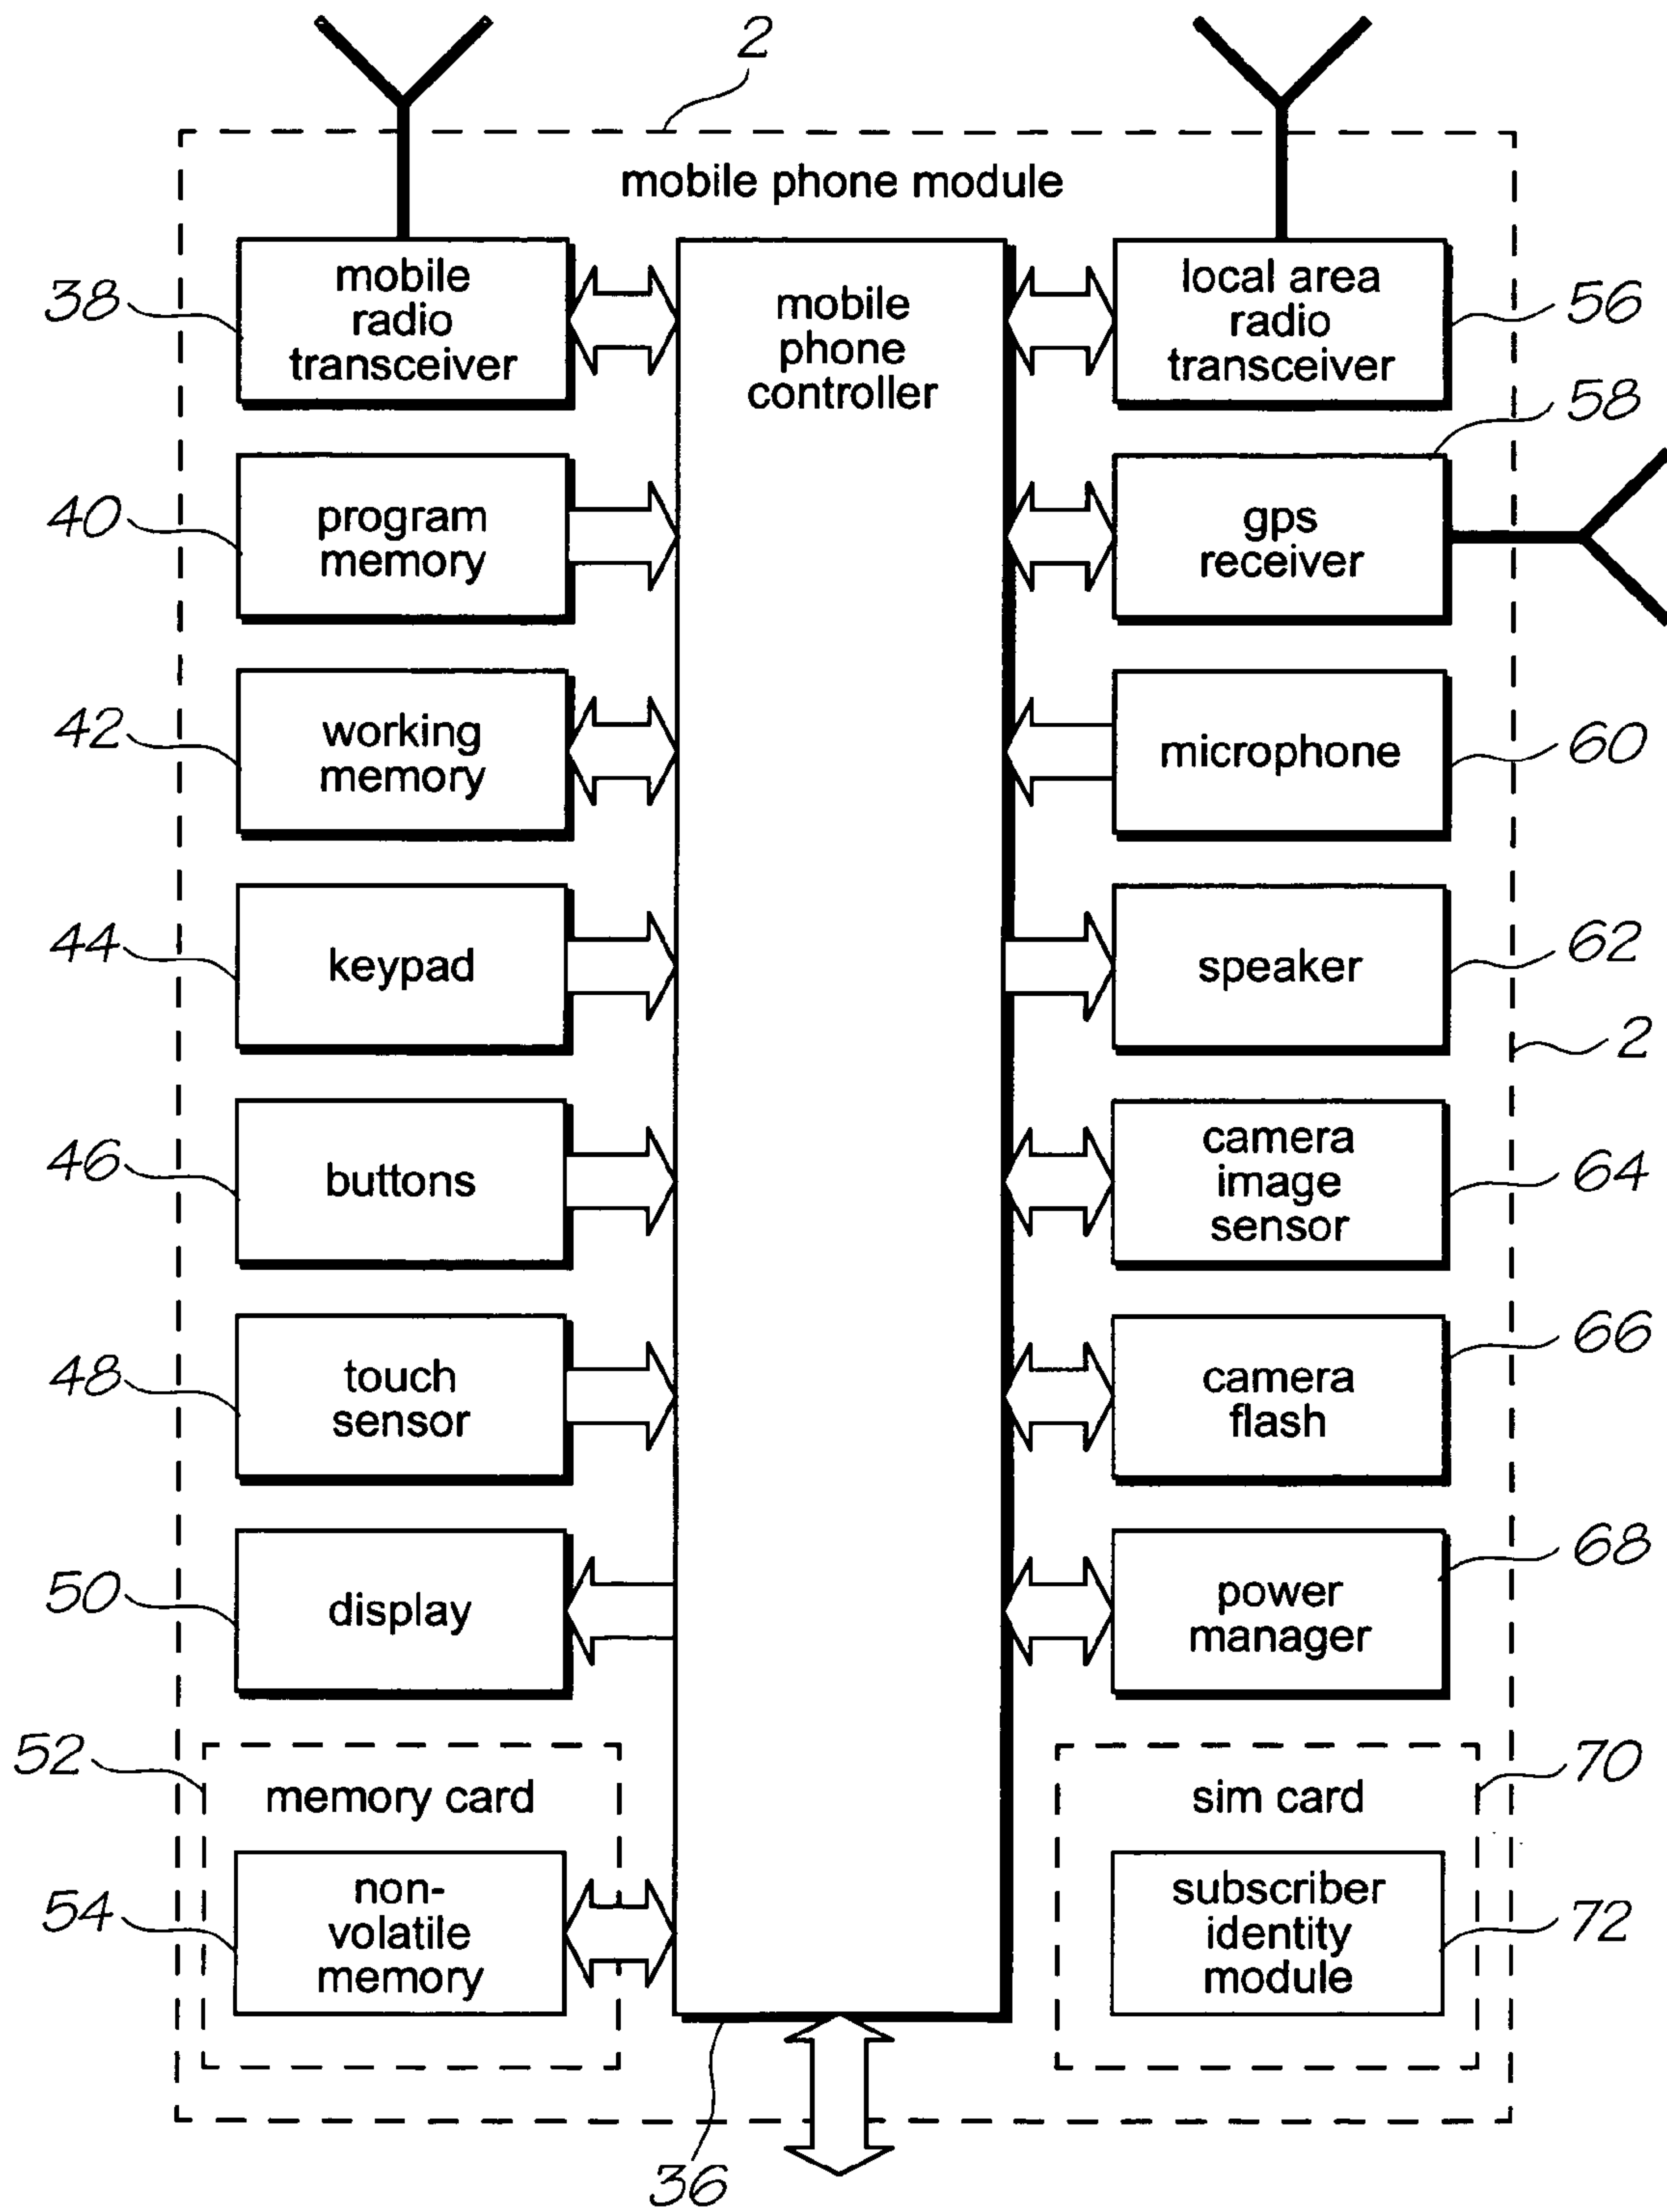 2
mobile phone module
38
mobile
radio
transceiver
mobile
phone
controller
local area
radio
transceiver
56
58
40
program
memory
gps
receiver
42
working
memory
microphone
60
44
keypad
speaker
62
2
46
buttons
camera
image
sensor
64
48
touch
sensor
camera
flash
66
50
display
power
manager
68
52
memory card
sim card
70
54
non-
volatile
memory
subscriber
identity
module
72
36